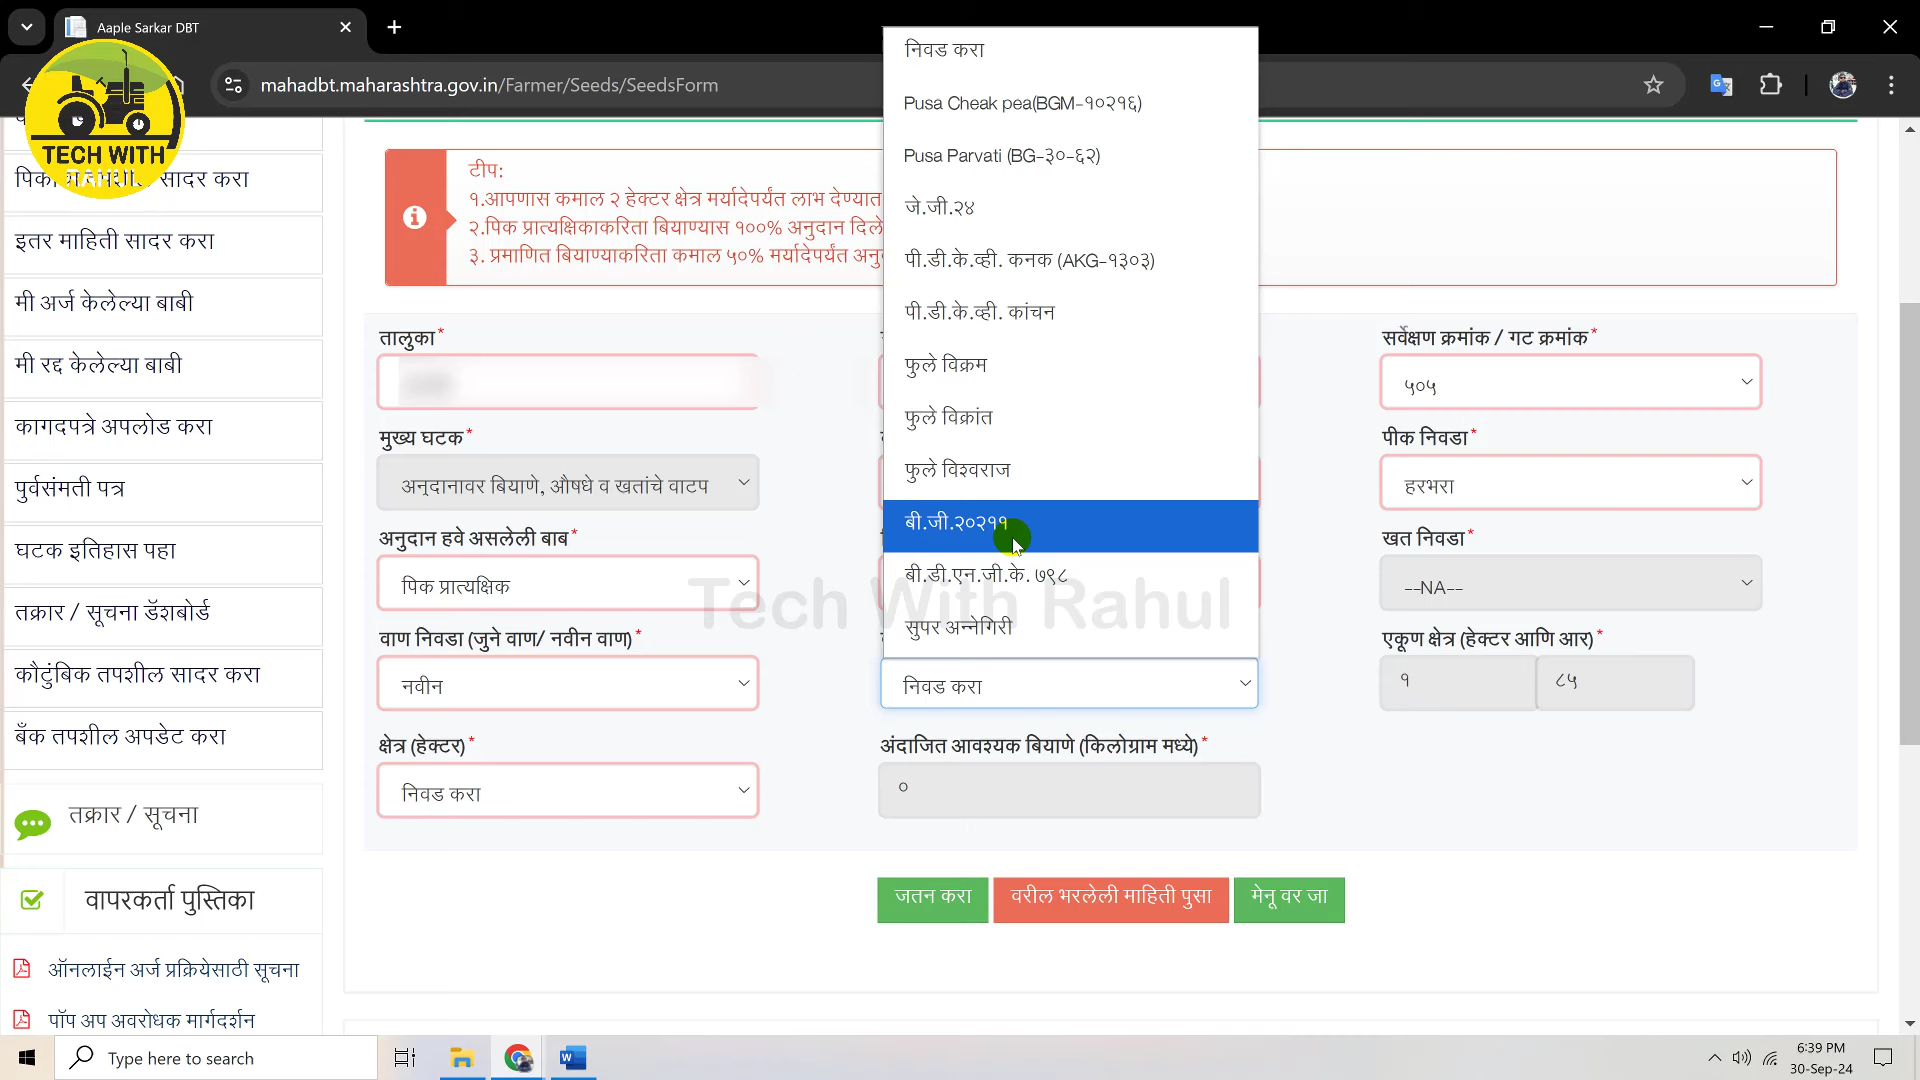 Aaple Sarkar DBT
mahadbt.maharashtra.gov.in/Farmer/Seeds/SeedsForm
TECH WITH
RAHUL
सादर करा
इतर माहिती सादर करा
मी अर्ज केलेल्या बाबी
मी रद्द केलेल्या बाबी
कागदपत्रे अपलोड करा
पुर्वसंमती पत्र
घटक इतिहास पहा
तक्रार / सूचना डॅशबोर्ड
कौटुंबिक तपशील सादर करा
बँक तपशील अपडेट करा
तक्रार / सूचना
वापरकर्ता पुस्तिका
ऑनलाईन अर्ज प्रक्रियेसाठी सूचना
पॉप अप अवरोधक मार्गदर्शन
टीप:
१.आपणास कमाल २ हेक्टर क्षेत्र मर्यादेपर्यंत लाभ देण्यात
२.पिक प्रात्यक्षिकाकरिता बियाण्यास १००% अनुदान दिले
३. प्रमाणित बियाण्याकरिता कमाल ५०% मर्यादेपर्यंत
निवड करा
Pusa Cheak pea(BGM-१०२१६)
Pusa Parvati (BG-३०-६२)
जे.जी.२४
पी.डी.के.व्ही. कनक (AKG-१३०३)
पी.डी.के.व्ही. कांचन
फुले विक्रम
फुले विक्रांत
फुले विश्वराज
बी.जी.२०२११
बी.डी.एन.जी.के. ७९८
सुपर अन्नेगिरी
तालुका*
सर्वेक्षण क्रमांक / गट क्रमांक*
५०५
मुख्य घटक*
पीक निवडा*
अनुदानावर बियाणे, औषधे व खतांचे वाटप
हरभरा
अनुदान हवे असलेली बाब*
खत निवडा*
पिक प्रात्यक्षिक
--NA--
Tech With Rahul
वाण निवडा (जुने वाण/ नवीन वाण)*
एकूण क्षेत्र (हेक्टर आणि आर)*
नवीन
निवड करा
१ ८५
क्षेत्र (हेक्टर)*
अंदाजित आवश्यक बियाणे (किलोग्राम मध्ये)*
निवड करा
०
जतन करा
वरील भरलेली माहिती पुसा
मेनू वर जा
Type here to search
6:39 PM
30-Sep-24